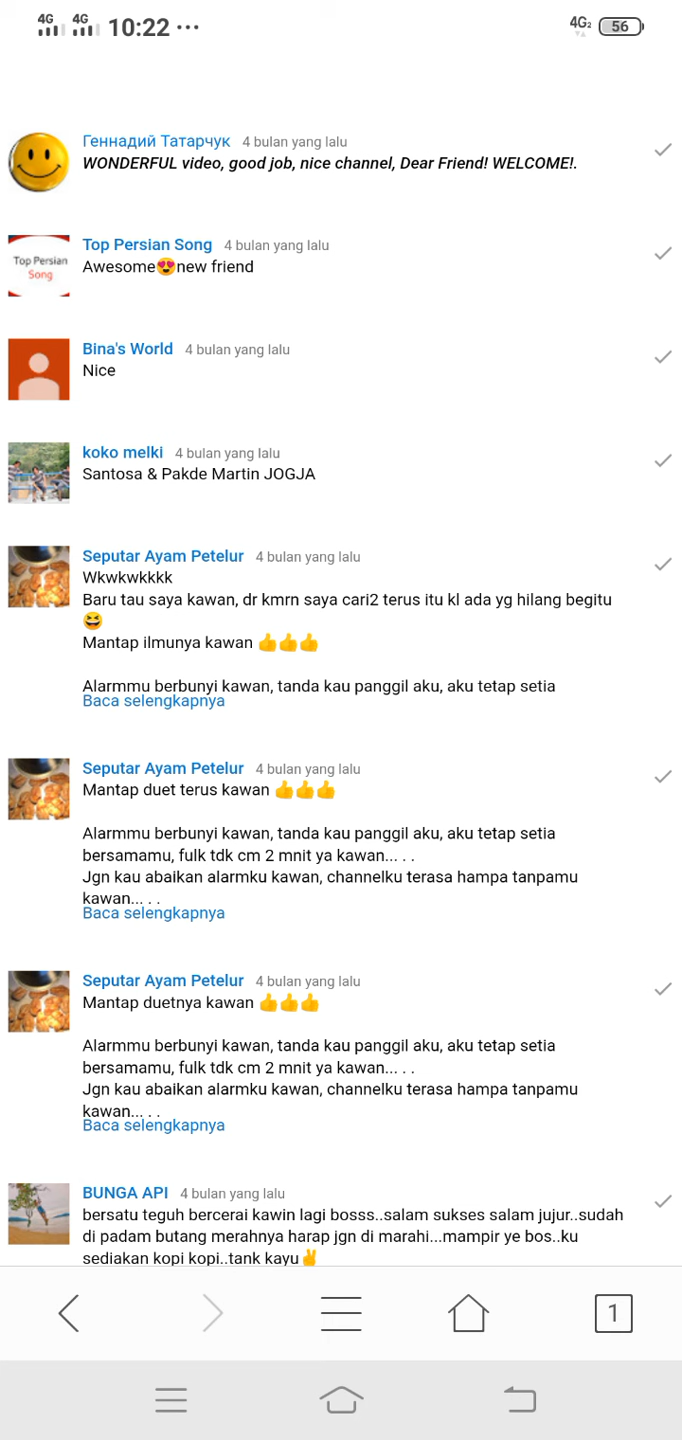 4G 4G 10:22 ... 4G2 56
Геннадий Татарчук 4 bulan yang lalu
WONDERFUL video, good job, nice channel, Dear Friend! WELCOME!.
Top Persian Song
Top Persian Song 4 bulan yang lalu
Awesome😍new friend
Bina's World 4 bulan yang lalu
Nice
koko melki 4 bulan yang lalu
Santosa & Pakde Martin JOGJA
Seputar Ayam Petelur 4 bulan yang lalu
Wkwkwkkkk
Baru tau saya kawan, dr kmrn saya cari2 terus itu kl ada yg hilang begitu
😆
Mantap ilmunya kawan 👍👍👍
Alarmmu berbunyi kawan, tanda kau panggil aku, aku tetap setia
Baca selengkapnya
Seputar Ayam Petelur 4 bulan yang lalu
Mantap duet terus kawan 👍👍👍
Alarmmu berbunyi kawan, tanda kau panggil aku, aku tetap setia
bersamamu, fulk tdk cm 2 mnit ya kawan... . .
Jgn kau abaikan alarmku kawan, channelku terasa hampa tanpamu
kawan... . .
Baca selengkapnya
Seputar Ayam Petelur 4 bulan yang lalu
Mantap duetnya kawan 👍👍👍
Alarmmu berbunyi kawan, tanda kau panggil aku, aku tetap setia
bersamamu, fulk tdk cm 2 mnit ya kawan... . .
Jgn kau abaikan alarmku kawan, channelku terasa hampa tanpamu
kawan... . .
Baca selengkapnya
BUNGA API 4 bulan yang lalu
bersatu teguh bercerai kawin lagi bosss..salam sukses salam jujur..sudah
di padam butang merahnya harap jgn di marahi...mampir ye bos..ku
sediakan kopi kopi..tank kayu✌
1